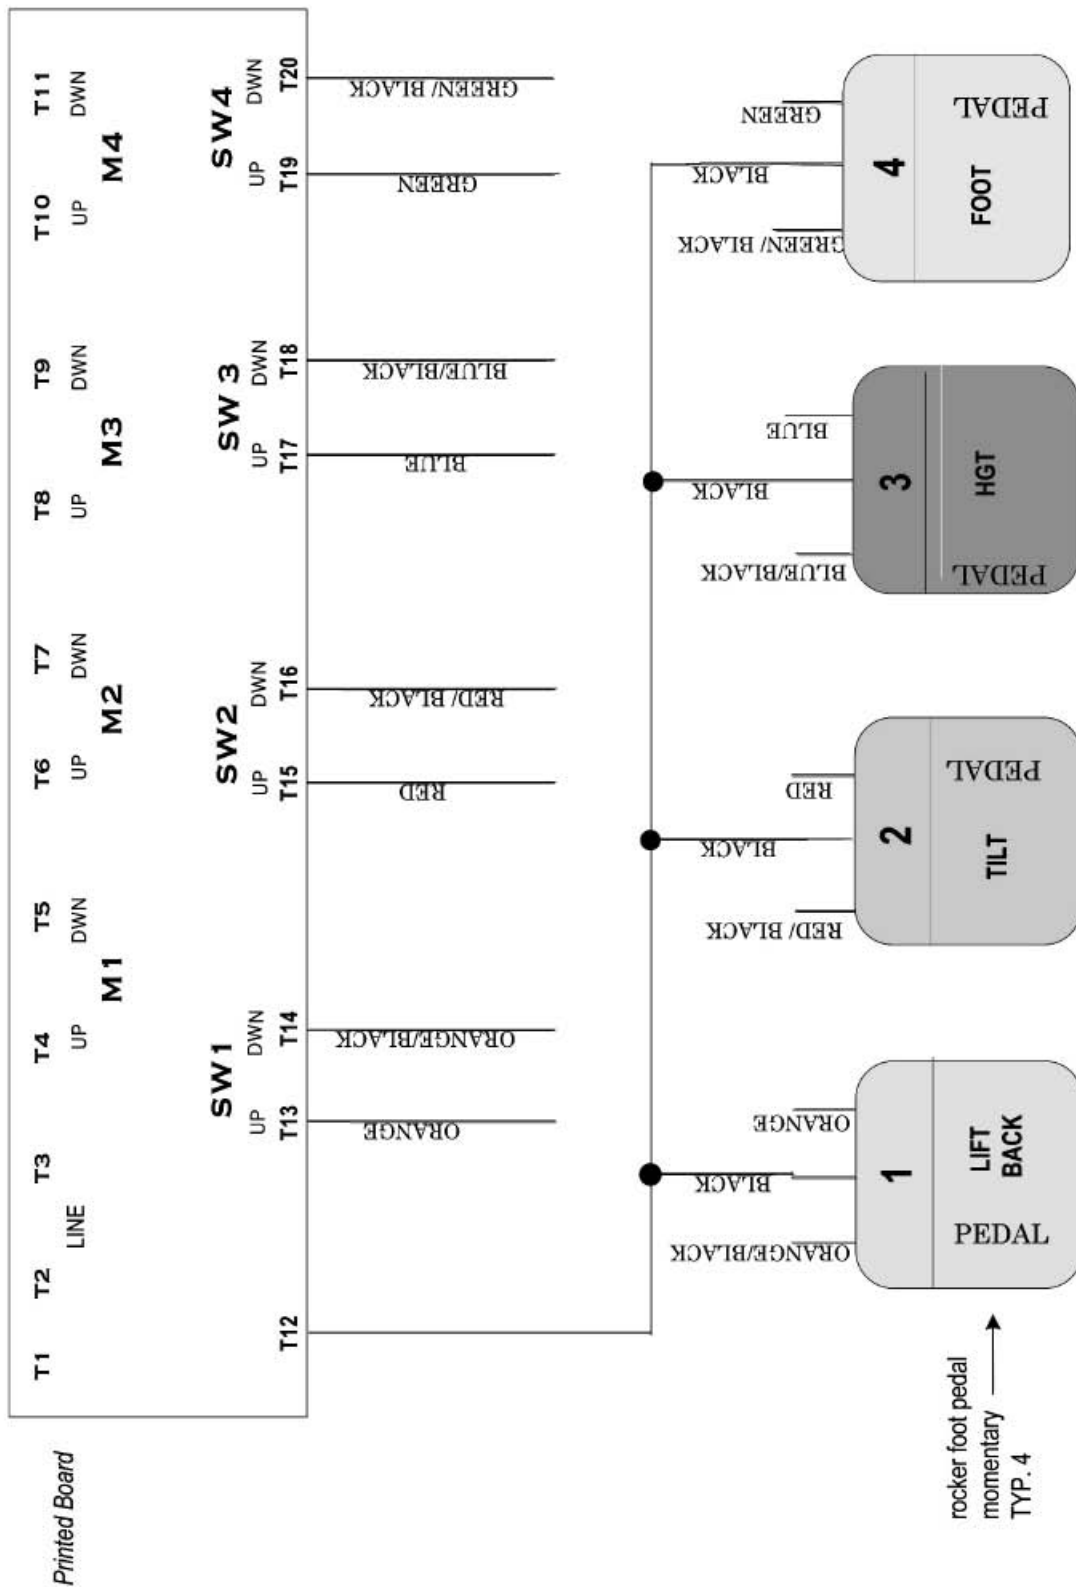 Printed Board
T1 T2 T3 T4 T5 T6 T7 T8 T9 T10 T11
LINE UP DWN UP DWN UP DWN UP DWN
M1 M2 M3 M4
SW1 SW2 SW 3 SW4
UP DWN UP DWN UP DWN UP DWN
T12 T13 T14 T15 T16 T17 T18 T19 T20
ORANGE
ORANGE/BLACK
RED
RED/ BLACK
BLUE
BLUE/BLACK
GREEN
GREEN/ BLACK
ORANGE/BLACK
BLACK
ORANGE
RED/ BLACK
BLACK
RED
BLUE/BLACK
BLACK
BLUE
GREEN/ BLACK
BLACK
GREEN
1
LIFT
BACK
PEDAL
2
TILT
PEDAL
3
HGT
PEDAL
4
FOOT
PEDAL
rocker foot pedal
momentary
TYP. 4